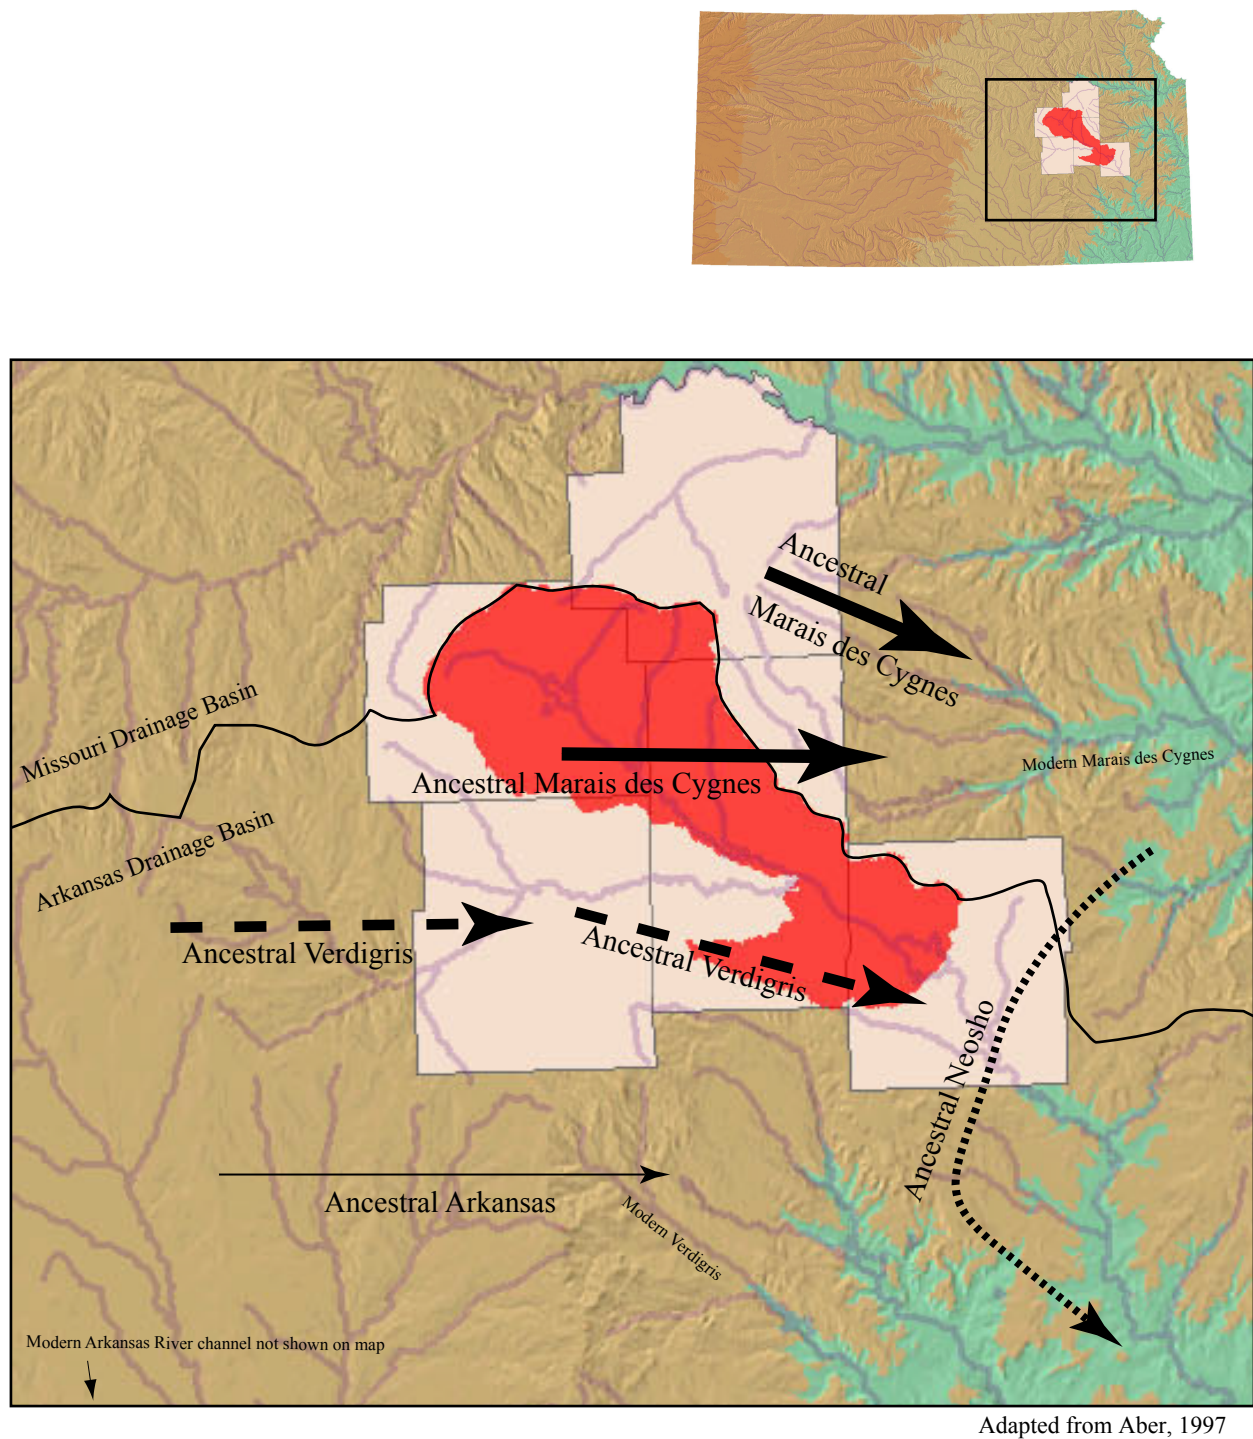 Ancestral
Marais des Cygnes
Missouri Drainage Basin
Modern Marais des Cygnes
Ancestral Marais des Cygnes
Arkansas Drainage Basin
Ancestral Verdigris
Ancestral Verdigris
Ancestral Neosho
Ancestral Arkansas
Modern Verdigris
Modern Arkansas River channel not shown on map
Adapted from Aber, 1997